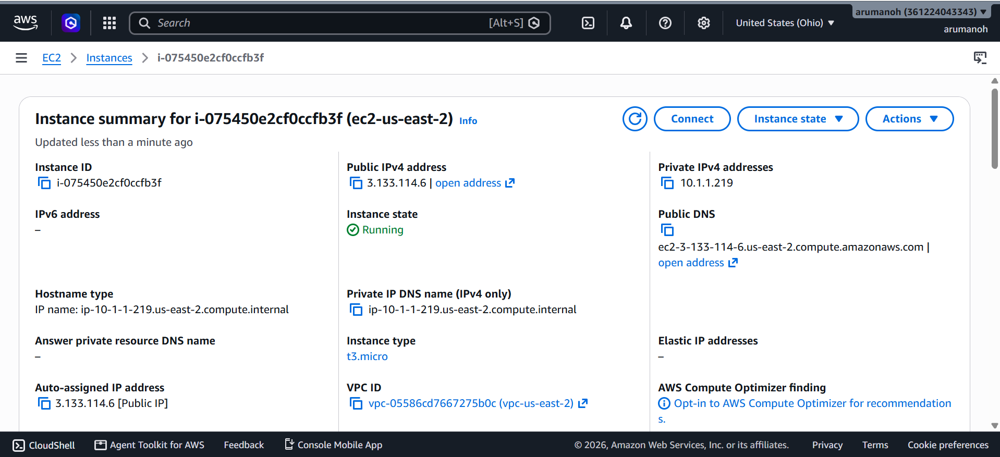 aws
Search [Alt+S]
United States (Ohio)
arumanoh (361224043343)
arumanoh
EC2
Instances
i-075450e2cf0ccfb3f
Instance summary for i-075450e2cf0ccfb3f (ec2-us-east-2) Info
Connect
Instance state
Actions
Updated less than a minute ago
Instance ID
i-075450e2cf0ccfb3f
Public IPv4 address
3.133.114.6 | open address
Private IPv4 addresses
10.1.1.219
IPv6 address
–
Instance state
Running
Public DNS
ec2-3-133-114-6.us-east-2.compute.amazonaws.com |
open address
Hostname type
IP name: ip-10-1-1-219.us-east-2.compute.internal
Private IP DNS name (IPv4 only)
ip-10-1-1-219.us-east-2.compute.internal
Answer private resource DNS name
–
Instance type
t3.micro
Elastic IP addresses
–
Auto-assigned IP address
3.133.114.6 [Public IP]
VPC ID
vpc-05586cd7667275b0c (vpc-us-east-2)
AWS Compute Optimizer finding
Opt-in to AWS Compute Optimizer for recommendation
s.
CloudShell
Agent Toolkit for AWS
Feedback
Console Mobile App
© 2026, Amazon Web Services, Inc. or its affiliates.
Privacy
Terms
Cookie preferences